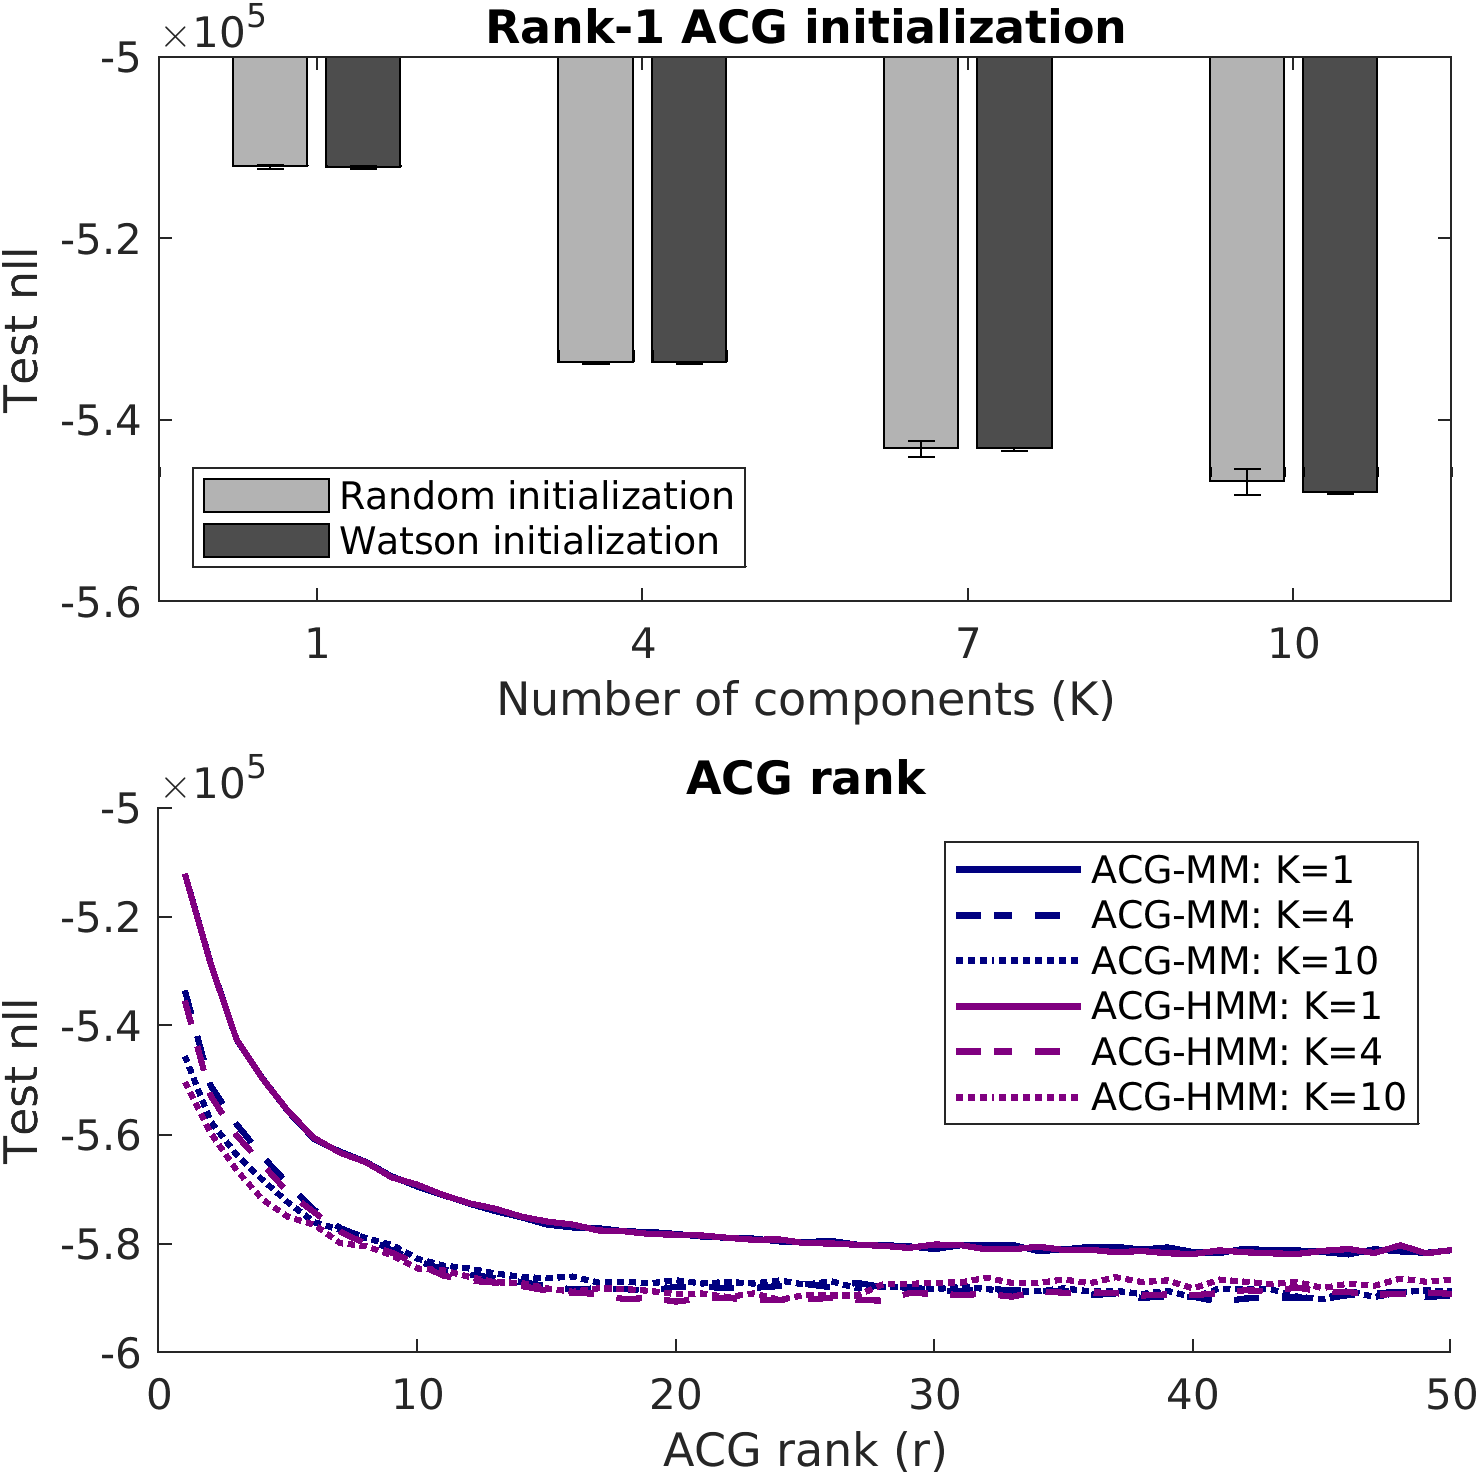 ×10^5
Rank-1 ACG initialization
-5
-5.2
-5.4
-5.6
Test nll
Random initialization
Watson initialization
1 4 7 10
Number of components (K)
×10^5
ACG rank
-5
-5.2
-5.4
-5.6
-5.8
-6
Test nll
ACG-MM: K=1
ACG-MM: K=4
ACG-MM: K=10
ACG-HMM: K=1
ACG-HMM: K=4
ACG-HMM: K=10
0 10 20 30 40 50
ACG rank (r)